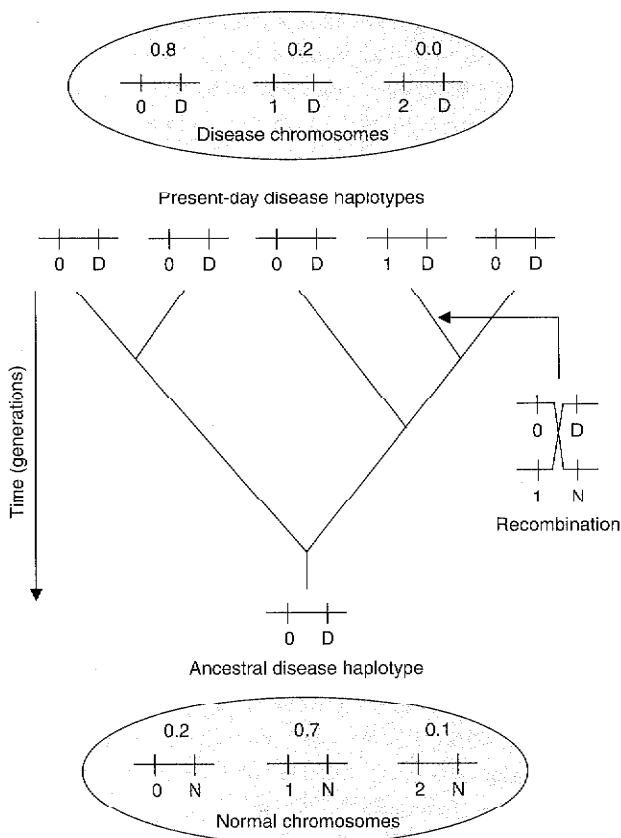 0.8 0.2 0.0
0 D 1 D 2 D
Disease chromosomes
Present-day disease haplotypes
0 D 0 D 0 D 1 D 0 D
Time (generations)
0 D
1 N
Recombination
0 D
Ancestral disease haplotype
0.2 0.7 0.1
0 N 1 N 2 N
Normal chromosomes